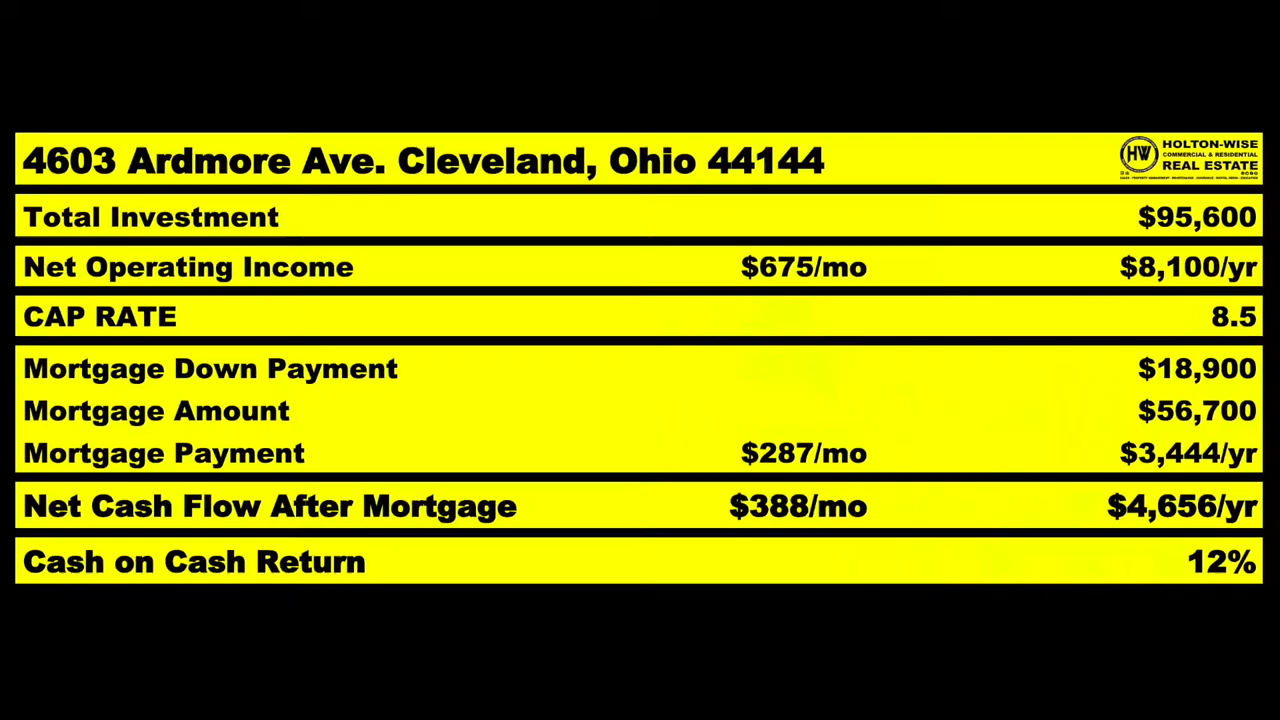 4603 Ardmore Ave. Cleveland, Ohio 44144
HW
HOLTON-WISE
COMMERCIAL & RESIDENTIAL
REAL ESTATE
Total Investment $95,600
Net Operating Income $675/mo $8,100/yr
CAP RATE 8.5
Mortgage Down Payment $18,900
Mortgage Amount $56,700
Mortgage Payment $287/mo $3,444/yr
Net Cash Flow After Mortgage $388/mo $4,656/yr
Cash on Cash Return 12%